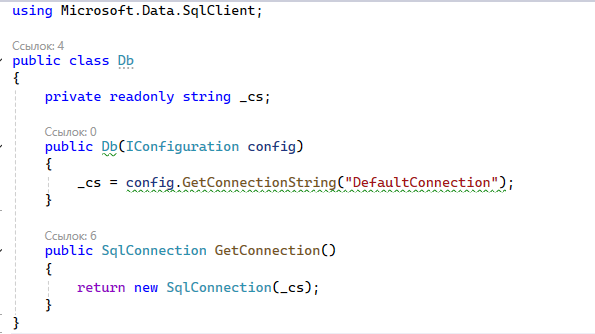 using Microsoft.Data.SqlClient;
Ссылок: 4
public class Db
{
private readonly string _cs;
Ссылок: 0
public Db(IConfiguration config)
{
_cs = config.GetConnectionString("DefaultConnection");
}
Ссылок: 6
public SqlConnection GetConnection()
{
return new SqlConnection(_cs);
}
}